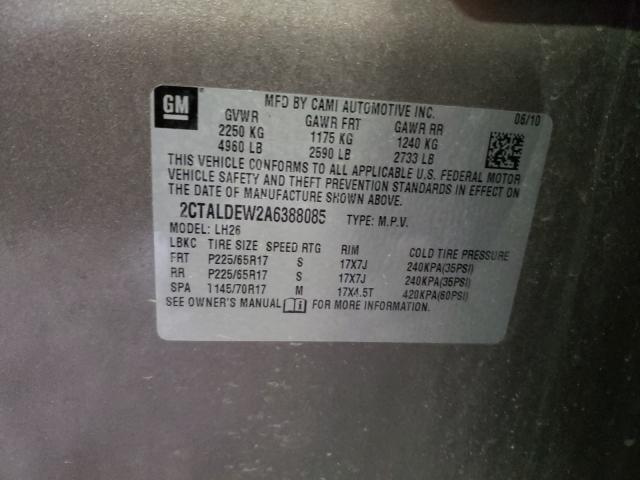 GM
MFD BY CAMI AUTOMOTIVE INC.
06/10
GVWR GAWR FRT GAWR RR
2250 KG 1175 KG 1240 KG
4960 LB 2590 LB 2733 LB
THIS VEHICLE CONFORMS TO ALL APPLICABLE U.S. FEDERAL MOTOR
VEHICLE SAFETY AND THEFT PREVENTION STANDARDS IN EFFECT ON
THE DATE OF MANUFACTURE SHOWN ABOVE.
2CTALDEW2A6388085 TYPE: M.P.V.
MODEL: LH26
LBKC TIRE SIZE SPEED RTG RIM COLD TIRE PRESSURE
FRT P225/65R17 S 17X7J 240KPA(35PSI)
RR P225/65R17 S 17X7J 240KPA(35PSI)
SPA T145/70R17 M 17X4.5T 420KPA(60PSI)
SEE OWNER'S MANUAL i FOR MORE INFORMATION.